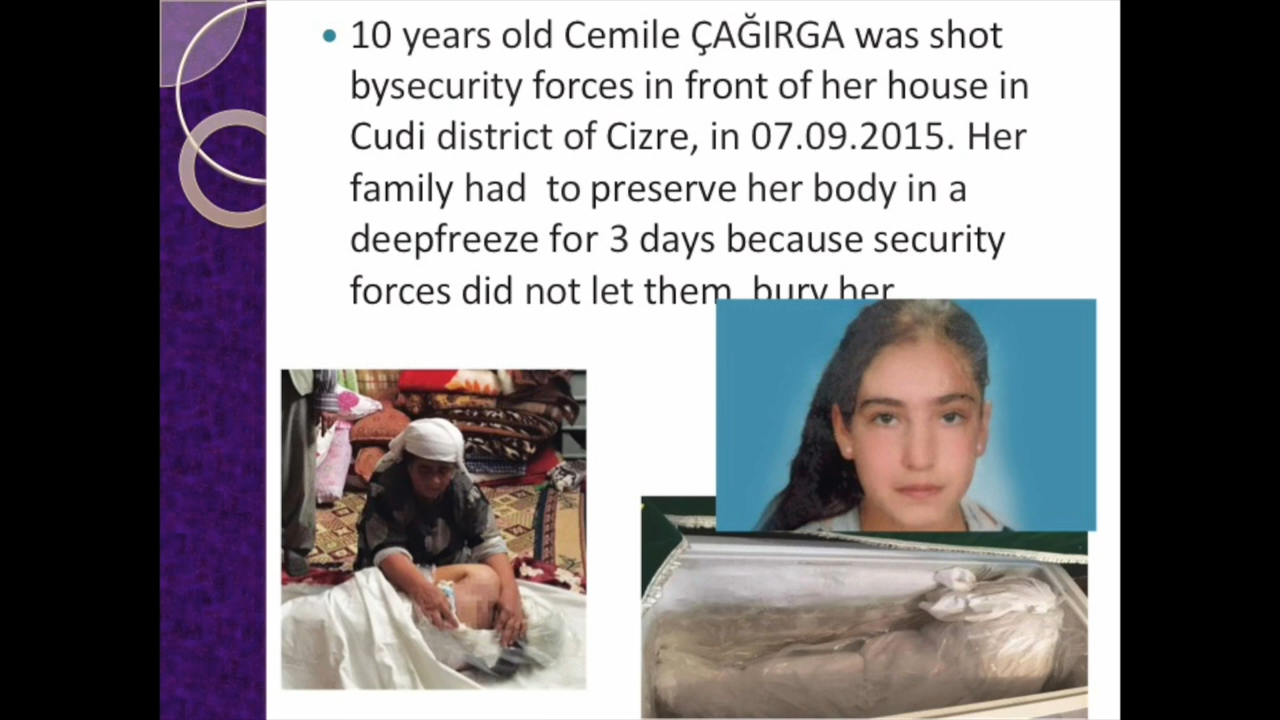 10 years old Cemile ÇAĞIRGA was shot
bysecurity forces in front of her house in
Cudi district of Cizre, in 07.09.2015. Her
family had  to preserve her body in a
deepfreeze for 3 days because security
forces did not let them  bury her